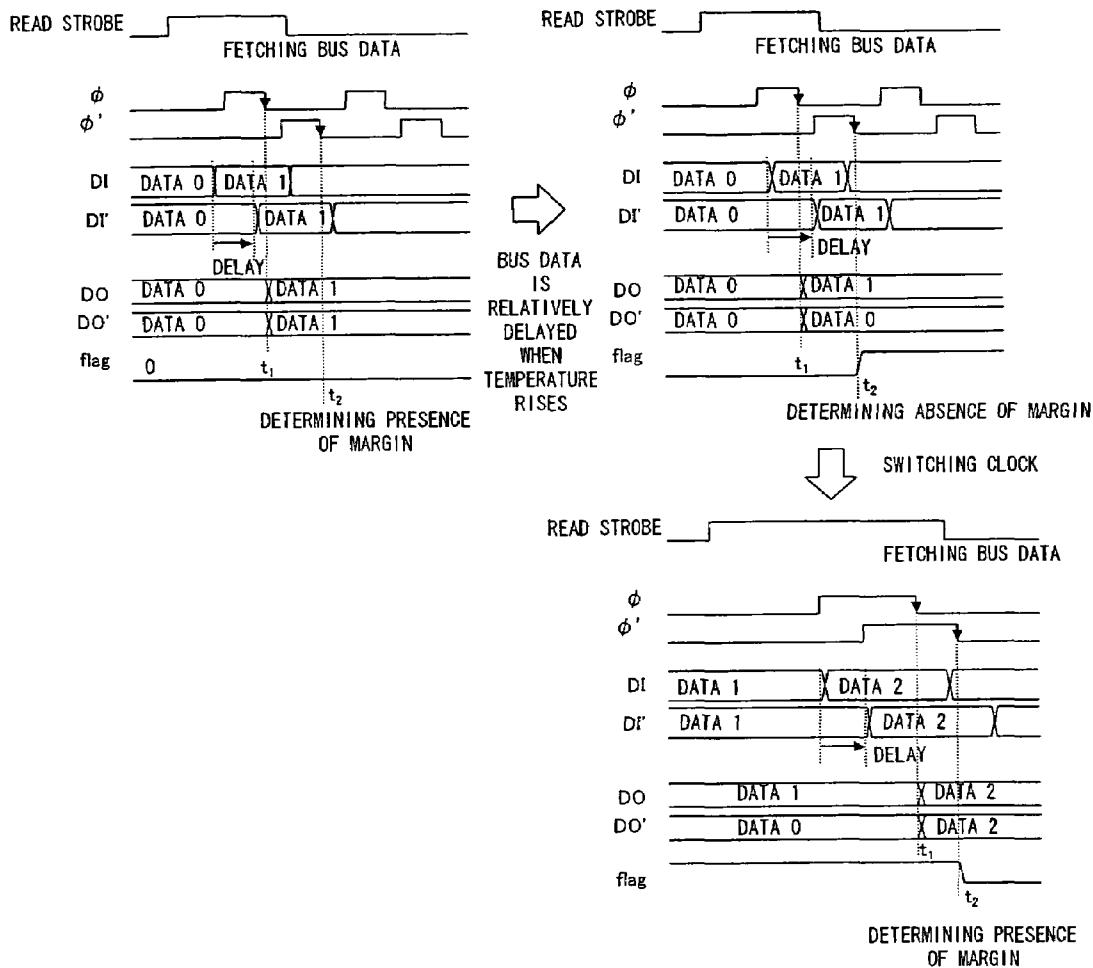 READ STROBE
FETCHING BUS DATA
ϕ
ϕ'
DI DATA 0 DATA 1
DI' DATA 0 DATA 1
DELAY
DO DATA 0 DATA 1
DO' DATA 0 DATA 1
flag 0 t1
t2
DETERMINING PRESENCE
OF MARGIN
BUS DATA
IS
RELATIVELY
DELAYED
WHEN
TEMPERATURE
RISES
READ STROBE
FETCHING BUS DATA
ϕ
ϕ'
DI DATA 0 DATA 1
DI' DATA 0 DATA 1
DELAY
DO DATA 0 DATA 1
DO' DATA 0 DATA 0
flag t1
t2
DETERMINING ABSENCE OF MARGIN
SWITCHING CLOCK
READ STROBE
FETCHING BUS DATA
ϕ
ϕ'
DI DATA 1 DATA 2
DI' DATA 1 DATA 2
DELAY
DO DATA 1 DATA 2
DO' DATA 0 DATA 2
t1
flag
t2
DETERMINING PRESENCE
OF MARGIN